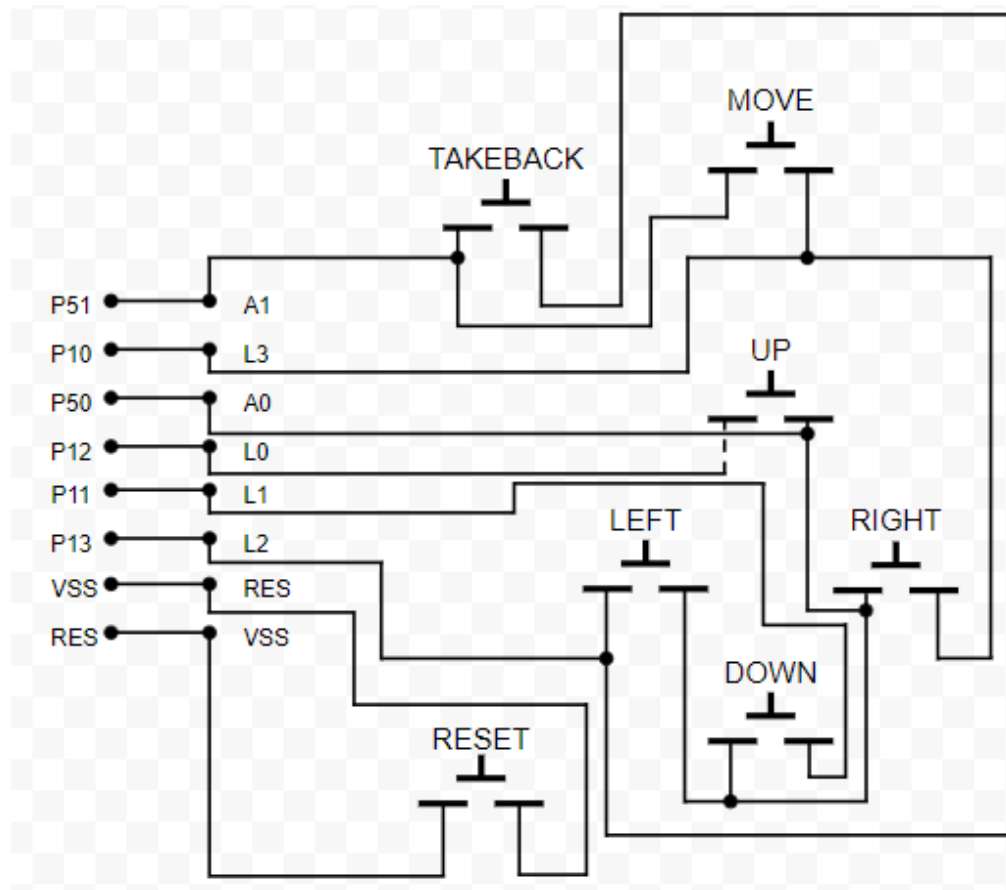 MOVE
TAKEBACK
P51 A1
P10 L3
UP
P50 A0
P12 L0
P11 L1
LEFT RIGHT
P13 L2
VSS RES
RES VSS
DOWN
RESET